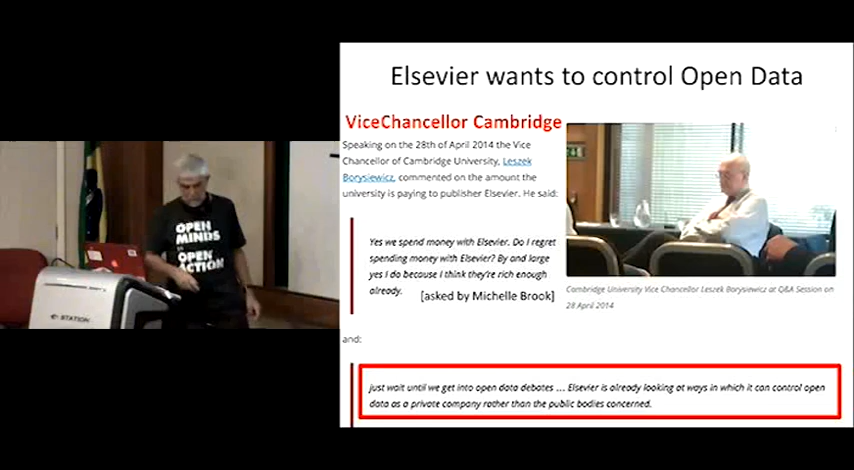 Elsevier wants to control Open Data
ViceChancellor Cambridge
Speaking on the 28th of April 2014 the Vice
Chancellor of Cambridge University, Leszek
Borysiewicz, commented on the amount the
university is paying to publisher Elsevier. He said:
Yes we spend money with Elsevier. Do I regret
spending money with Elsevier? By and large
yes I do because I think they're rich enough
already.
[asked by Michelle Brook]
Cambridge University Vice Chancellor Leszek Borysiewicz at Q&A Session on
28 April 2014
and:
just wait until we get into open data debates ... Elsevier is already looking at ways in which it can control open
data as a private company rather than the public bodies concerned.
OPEN
MINDS
OPEN
ACTION
STATION